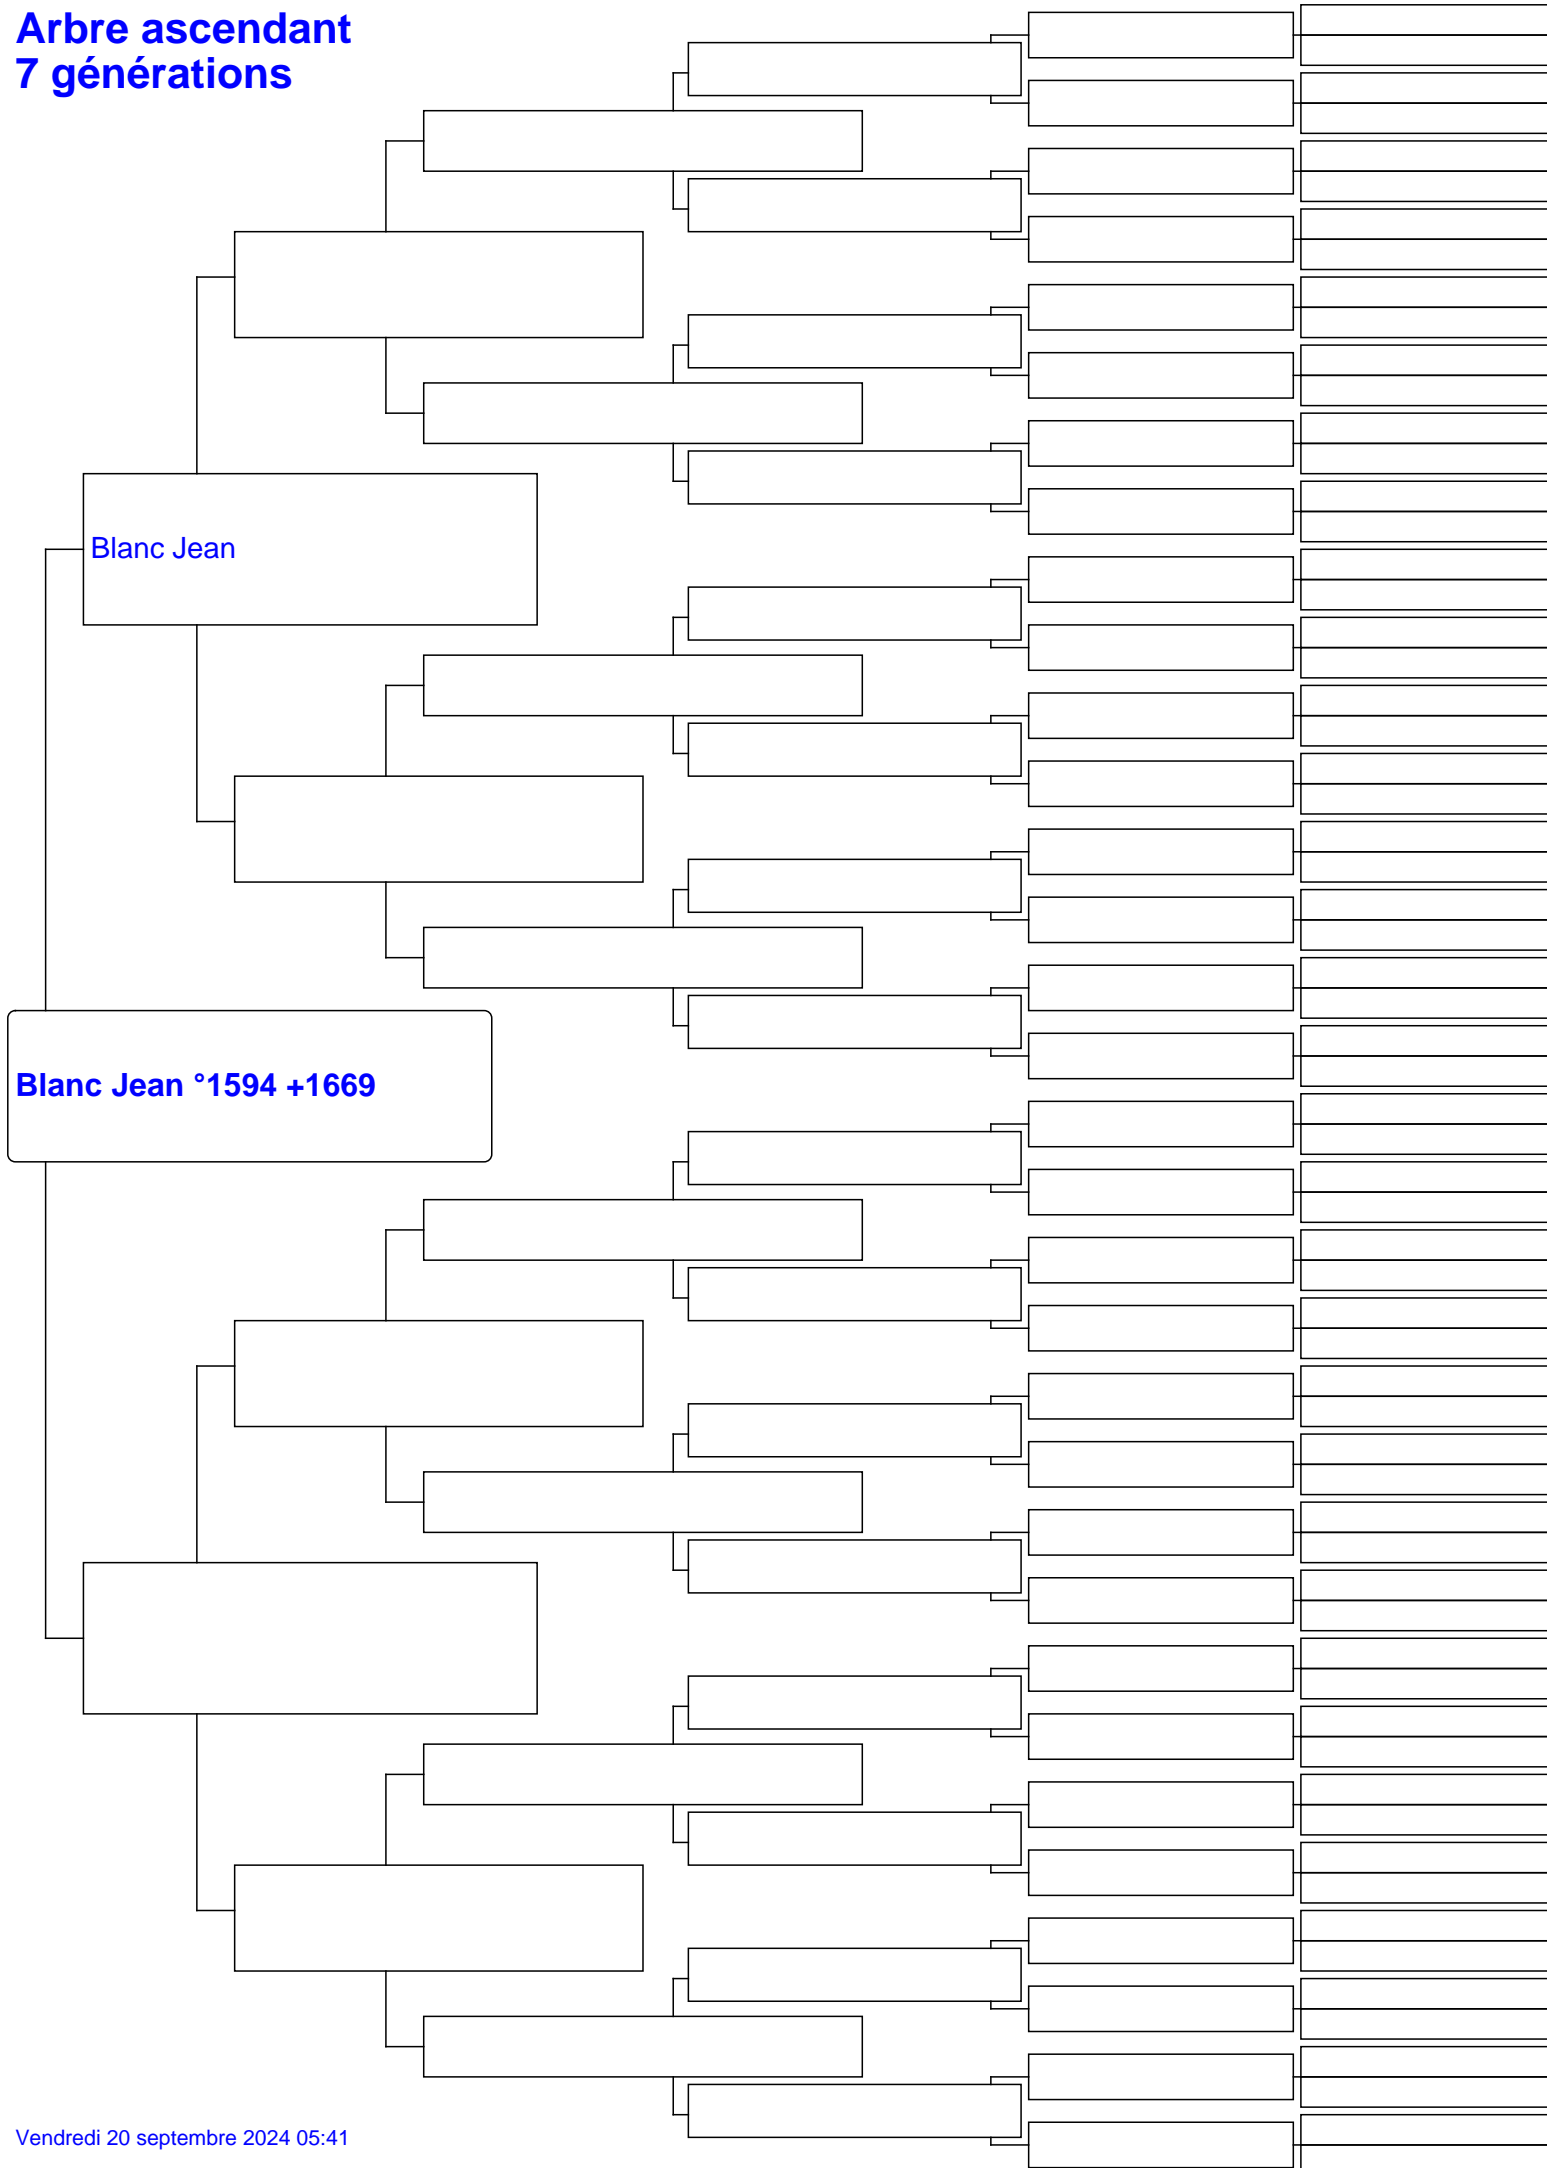 Arbre ascendant
7 générations
Blanc Jean
Blanc Jean °1594 +1669
Vendredi 20 septembre 2024 05:41